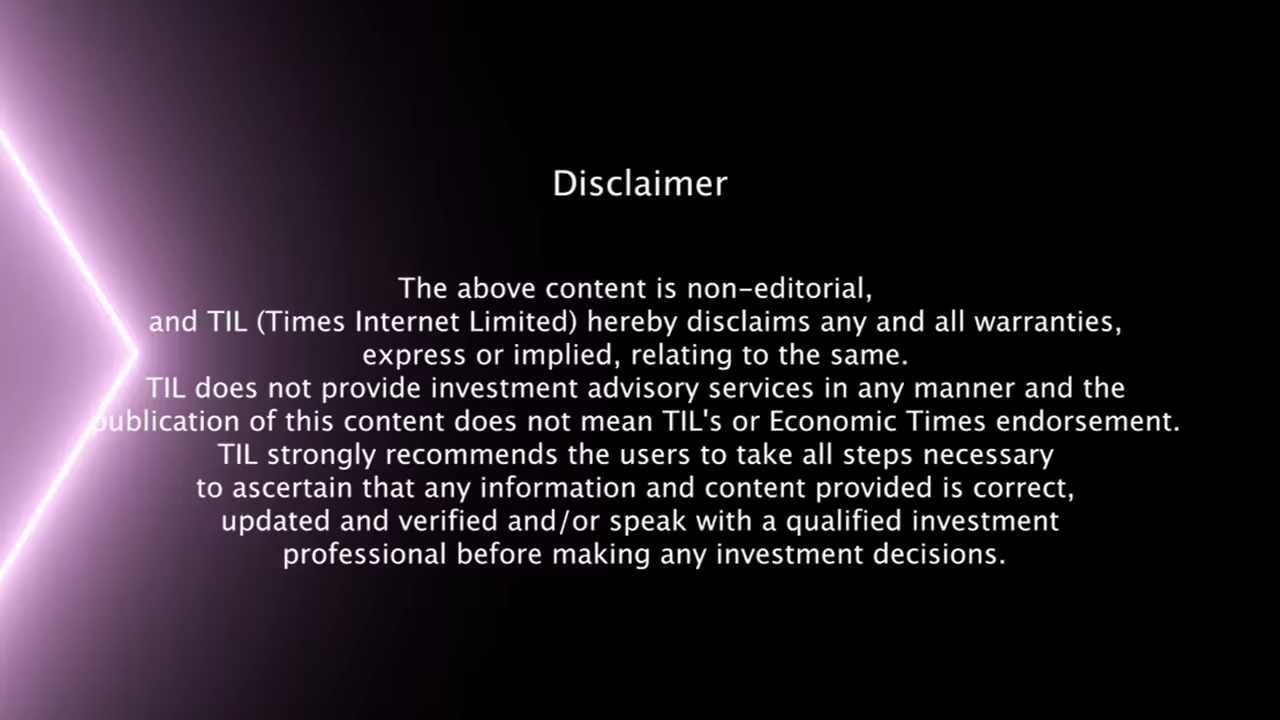 Disclaimer
The above content is non-editorial,
and TIL (Times Internet Limited) hereby disclaims any and all warranties,
express or implied, relating to the same.
TIL does not provide investment advisory services in any manner and the
publication of this content does not mean TIL's or Economic Times endorsement.
TIL strongly recommends the users to take all steps necessary
to ascertain that any information and content provided is correct,
updated and verified and/or speak with a qualified investment
professional before making any investment decisions.